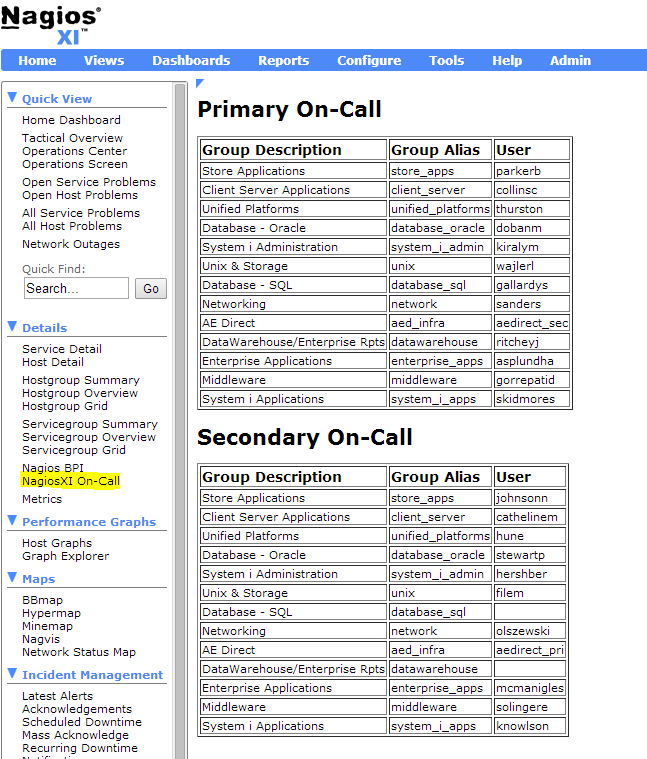 Nagios®
XI™
Home Views Dashboards Reports Configure Tools Help Admin
Quick View
Home Dashboard
Tactical Overview
Operations Center
Operations Screen
Open Service Problems
Open Host Problems
All Service Problems
All Host Problems
Network Outages
Quick Find:
Search... Go
Details
Service Detail
Host Detail
Hostgroup Summary
Hostgroup Overview
Hostgroup Grid
Servicegroup Summary
Servicegroup Overview
Servicegroup Grid
Nagios BPI
NagiosXI On-Call
Metrics
Performance Graphs
Host Graphs
Graph Explorer
Maps
BBmap
Hypermap
Minemap
Nagvis
Network Status Map
Incident Management
Latest Alerts
Acknowledgements
Scheduled Downtime
Mass Acknowledge
Recurring Downtime
Primary On-Call
Group Description Group Alias User
Store Applications store_apps parkerb
Client Server Applications client_server collinsc
Unified Platforms unified_platforms thurston
Database - Oracle database_oracle dobanm
System i Administration system_i_admin kiralym
Unix & Storage unix wajlerl
Database - SQL database_sql gallardys
Networking network sanders
AE Direct aed_infra aedirect_sec
DataWarehouse/Enterprise Rpts datawarehouse ritcheyj
Enterprise Applications enterprise_apps asplundha
Middleware middleware gorrepatid
System i Applications system_i_apps skidmores
Secondary On-Call
Group Description Group Alias User
Store Applications store_apps johnsonn
Client Server Applications client_server cathelinem
Unified Platforms unified_platforms hune
Database - Oracle database_oracle stewartp
System i Administration system_i_admin hershber
Unix & Storage unix filem
Database - SQL database_sql
Networking network olszewski
AE Direct aed_infra aedirect_pri
DataWarehouse/Enterprise Rpts datawarehouse
Enterprise Applications enterprise_apps mcmanigles
Middleware middleware solingere
System i Applications system_i_apps knowlson